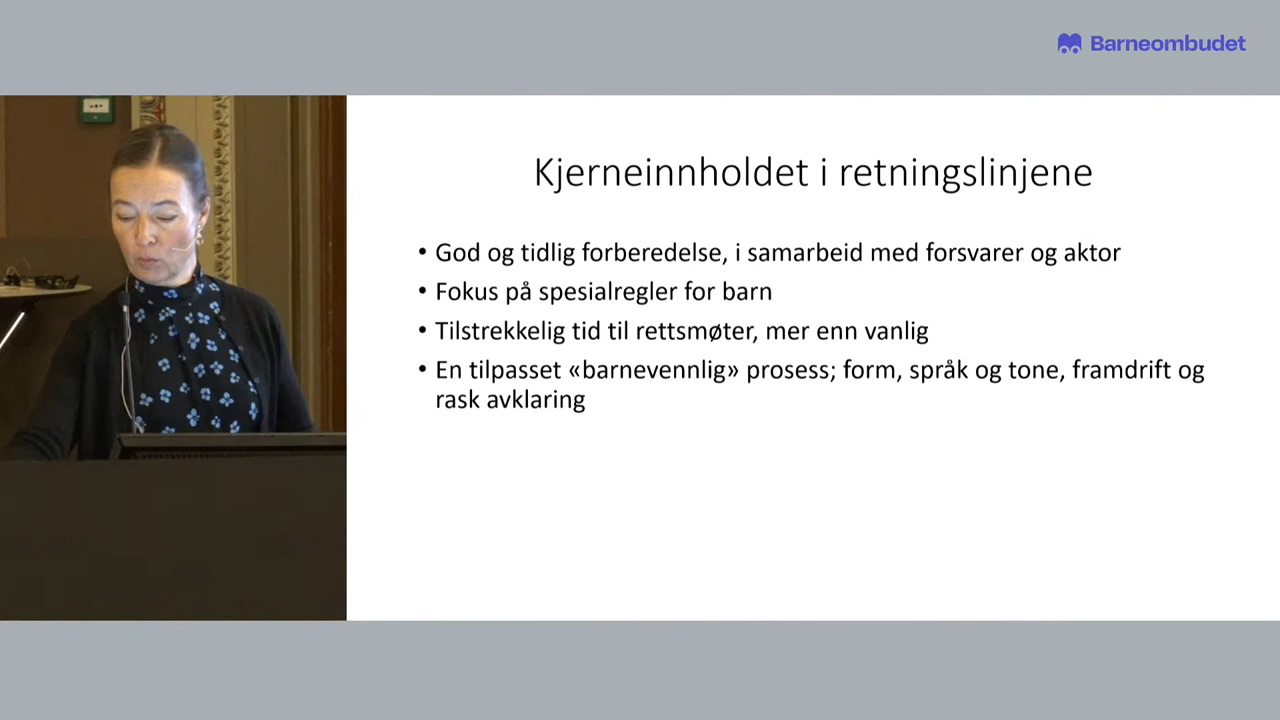 Barneombudet
Kjerneinnholdet i retningslinjene
• God og tidlig forberedelse, i samarbeid med forsvarer og aktor
• Fokus på spesialregler for barn
• Tilstrekkelig tid til rettsmøter, mer enn vanlig
• En tilpasset «barnevennlig» prosess; form, språk og tone, framdrift og
rask avklaring